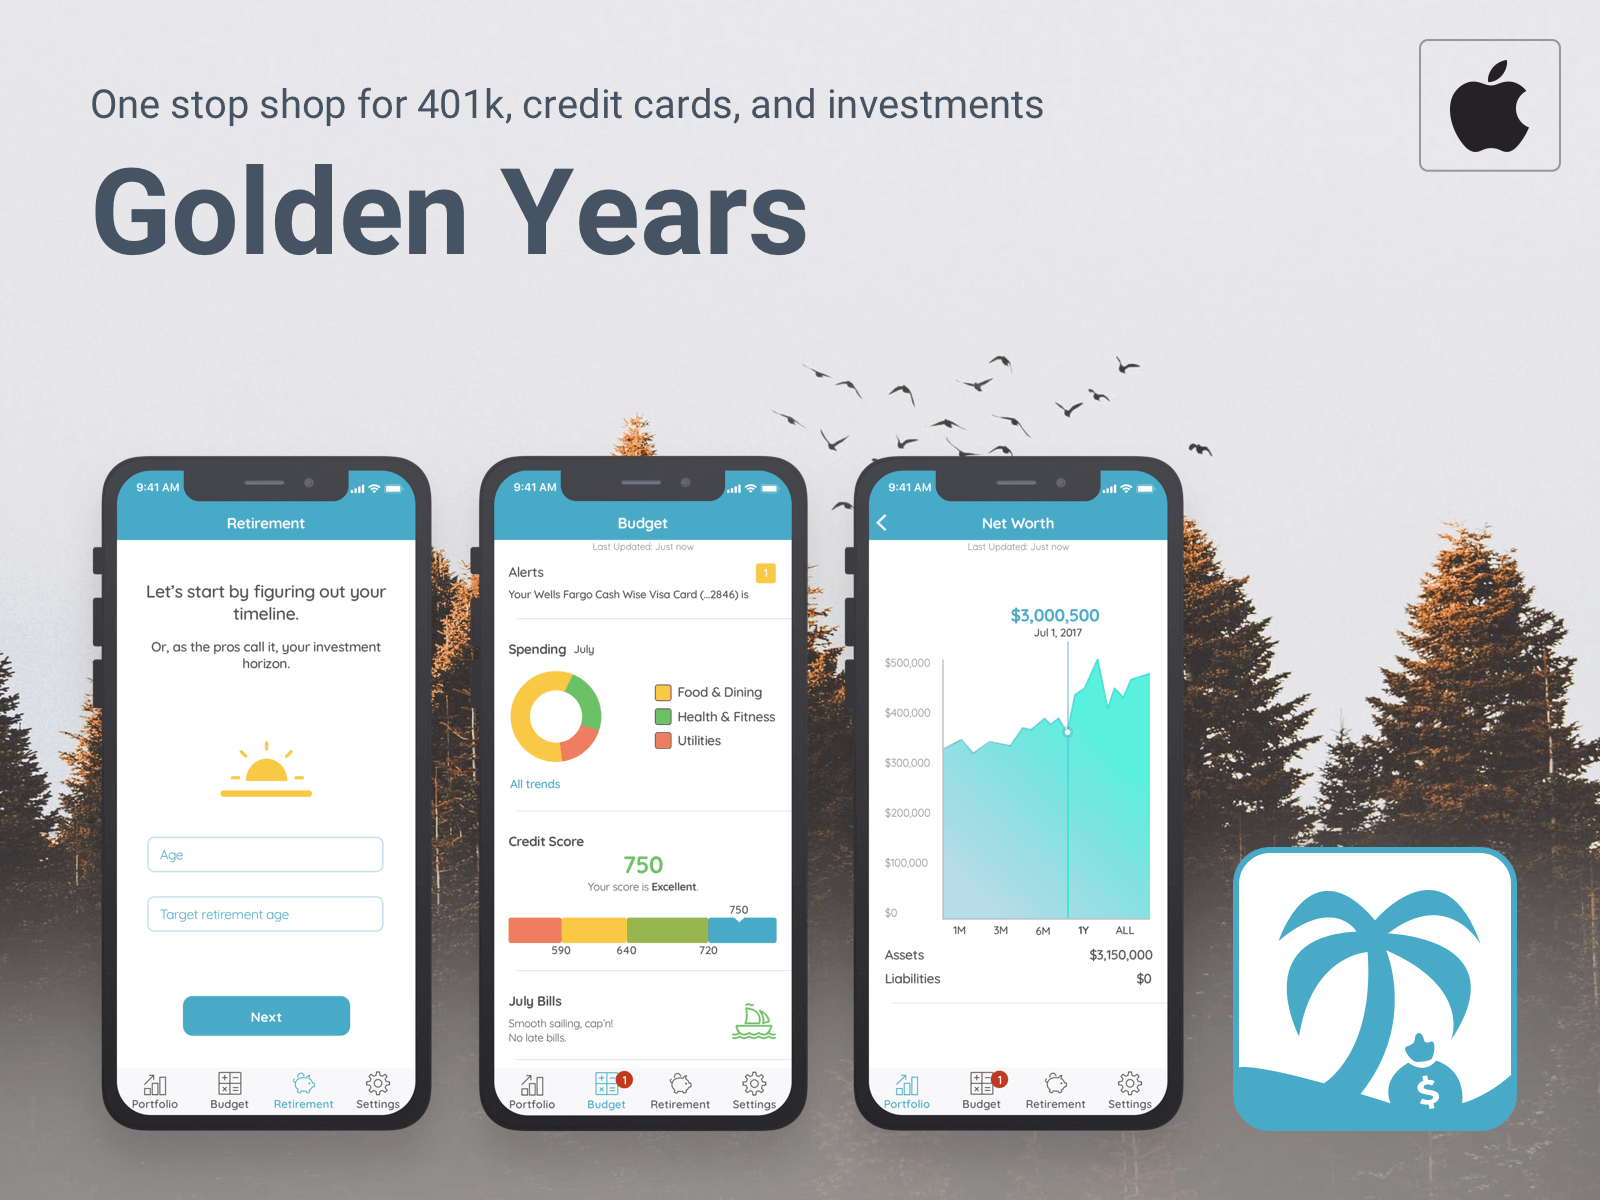 One stop shop for 401k, credit cards, and investments
Golden Years
9:41 AM
Retirement
Let's start by figuring out your
timeline.
Or, as the pros call it, your investment
horizon.
Age
Target retirement age
Next
Portfolio
Budget
Retirement
Settings
9:41 AM
Budget
Last Updated: Just now
Alerts
1
Your Wells Fargo Cash Wise Visa Card (...2846) is
Spending July
Food & Dining
Health & Fitness
Utilities
All trends
Credit Score
750
Your score is Excellent.
750
590 640 720
July Bills
Smooth sailing, cap'n!
No late bills.
1
Portfolio
Budget
Retirement
Settings
9:41 AM
Net Worth
Last Updated: Just now
$3,000,500
Jul 1, 2017
$500,000
$400,000
$300,000
$200,000
$100,000
$0
1M 3M 6M 1Y ALL
Assets $3,150,000
Liabilities $0
1
Portfolio
Budget
Retirement
Settings
$